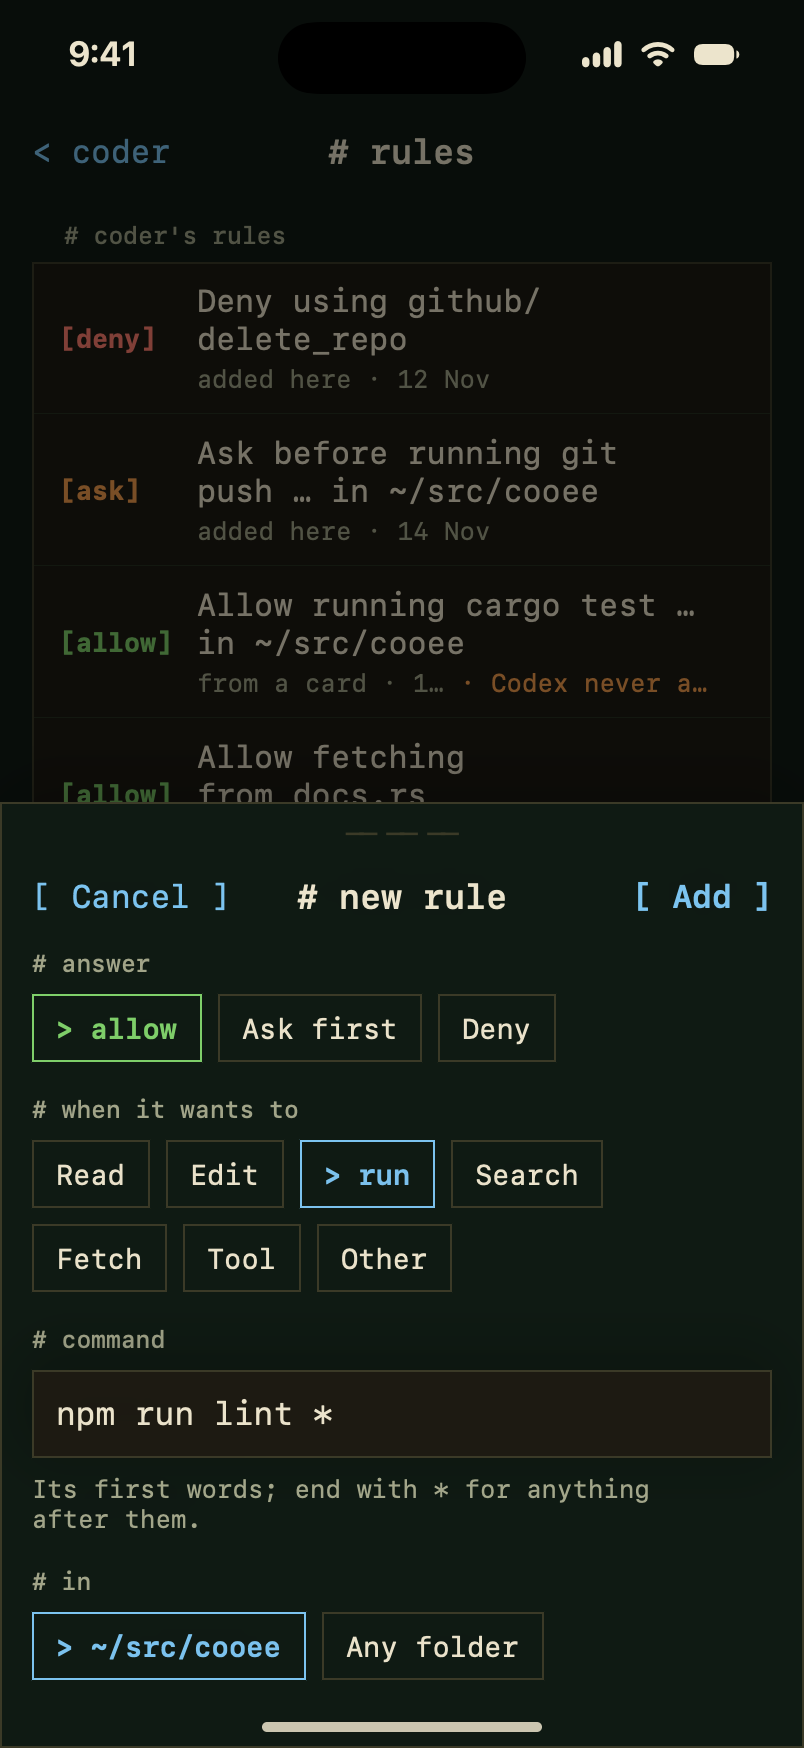 9:41
< coder
# rules
# coder's rules
[deny]
Deny using github/
delete_repo
added here · 12 Nov
[ask]
Ask before running git
push … in ~/src/cooee
added here · 14 Nov
[allow]
Allow running cargo test …
in ~/src/cooee
from a card · 1… · Codex never a…
[allow]
Allow fetching
from docs.rs
[ Cancel ]
# new rule
[ Add ]
# answer
> allow
Ask first
Deny
# when it wants to
Read
Edit
> run
Search
Fetch
Tool
Other
# command
npm run lint *
Its first words; end with * for anything
after them.
# in
> ~/src/cooee
Any folder